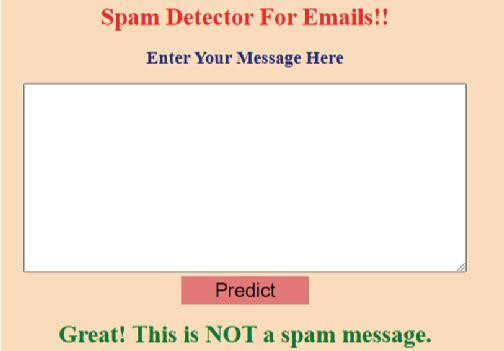 Spam Detector For Emails!!
Enter Your Message Here
Predict
Great! This is NOT a spam message.